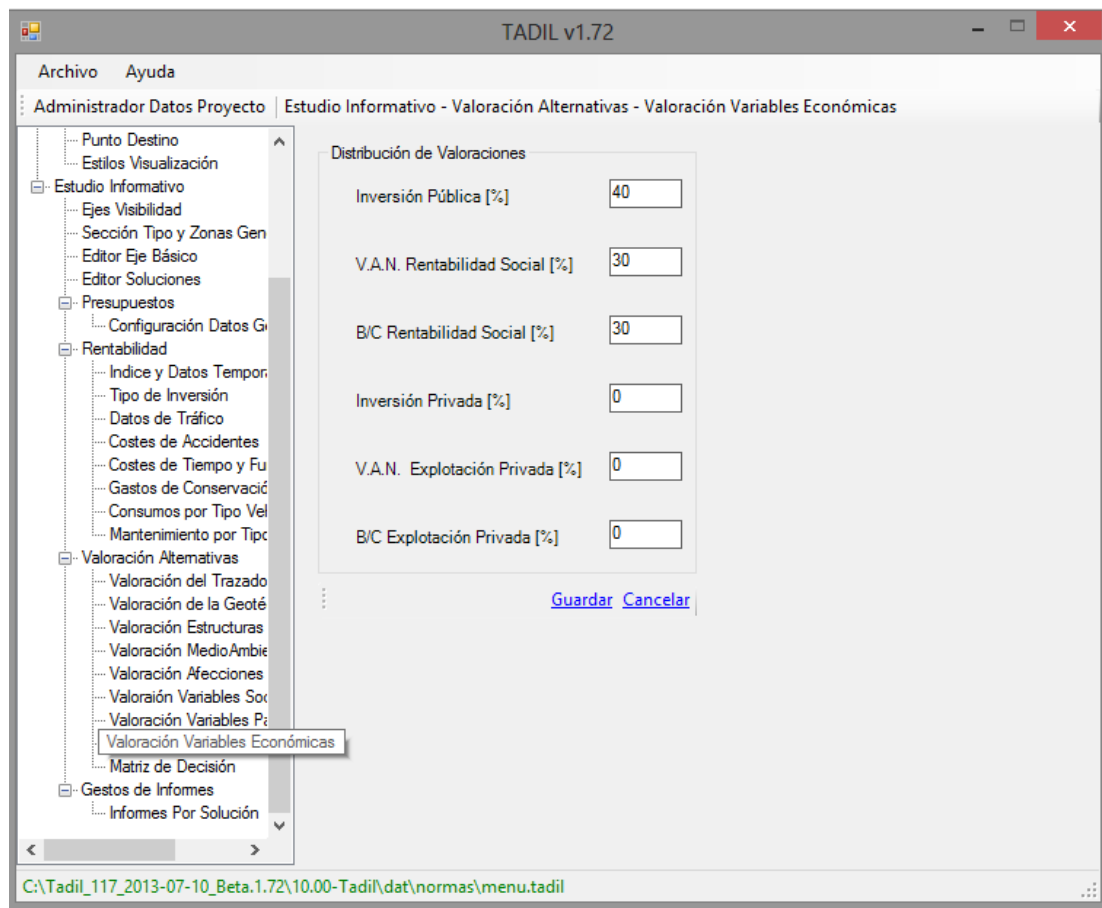 TADIL v1.72
Archivo Ayuda
Administrador Datos Proyecto Estudio Informativo - Valoración Alternativas - Valoración Variables Económicas
Punto Destino
Estilos Visualización
Estudio Informativo
Ejes Visibilidad
Sección Tipo y Zonas Gen
Editor Eje Básico
Editor Soluciones
Presupuestos
Configuración Datos G
Rentabilidad
Indice y Datos Tempor
Tipo de Inversión
Datos de Tráfico
Costes de Accidentes
Costes de Tiempo y Fu
Gastos de Conservació
Consumos por Tipo Vel
Mantenimiento por Tipo
Valoración Alternativas
Valoración del Trazado
Valoración de la Geoté
Valoración Estructuras
Valoración MedioAmbie
Valoración Afecciones
Valoraión Variables Soc
Valoración Variables Pa
Valoración Variables Económicas
Matriz de Decisión
Gestos de Informes
Informes Por Solución
Distribución de Valoraciones
Inversión Pública [%] 40
V.A.N. Rentabilidad Social [%] 30
B/C Rentabilidad Social [%] 30
Inversión Privada [%] 0
V.A.N. Explotación Privada [%] 0
B/C Explotación Privada [%] 0
Guardar Cancelar
C:\Tadil_117_2013-07-10_Beta.1.72\10.00-Tadil\dat\normas\menu.tadil